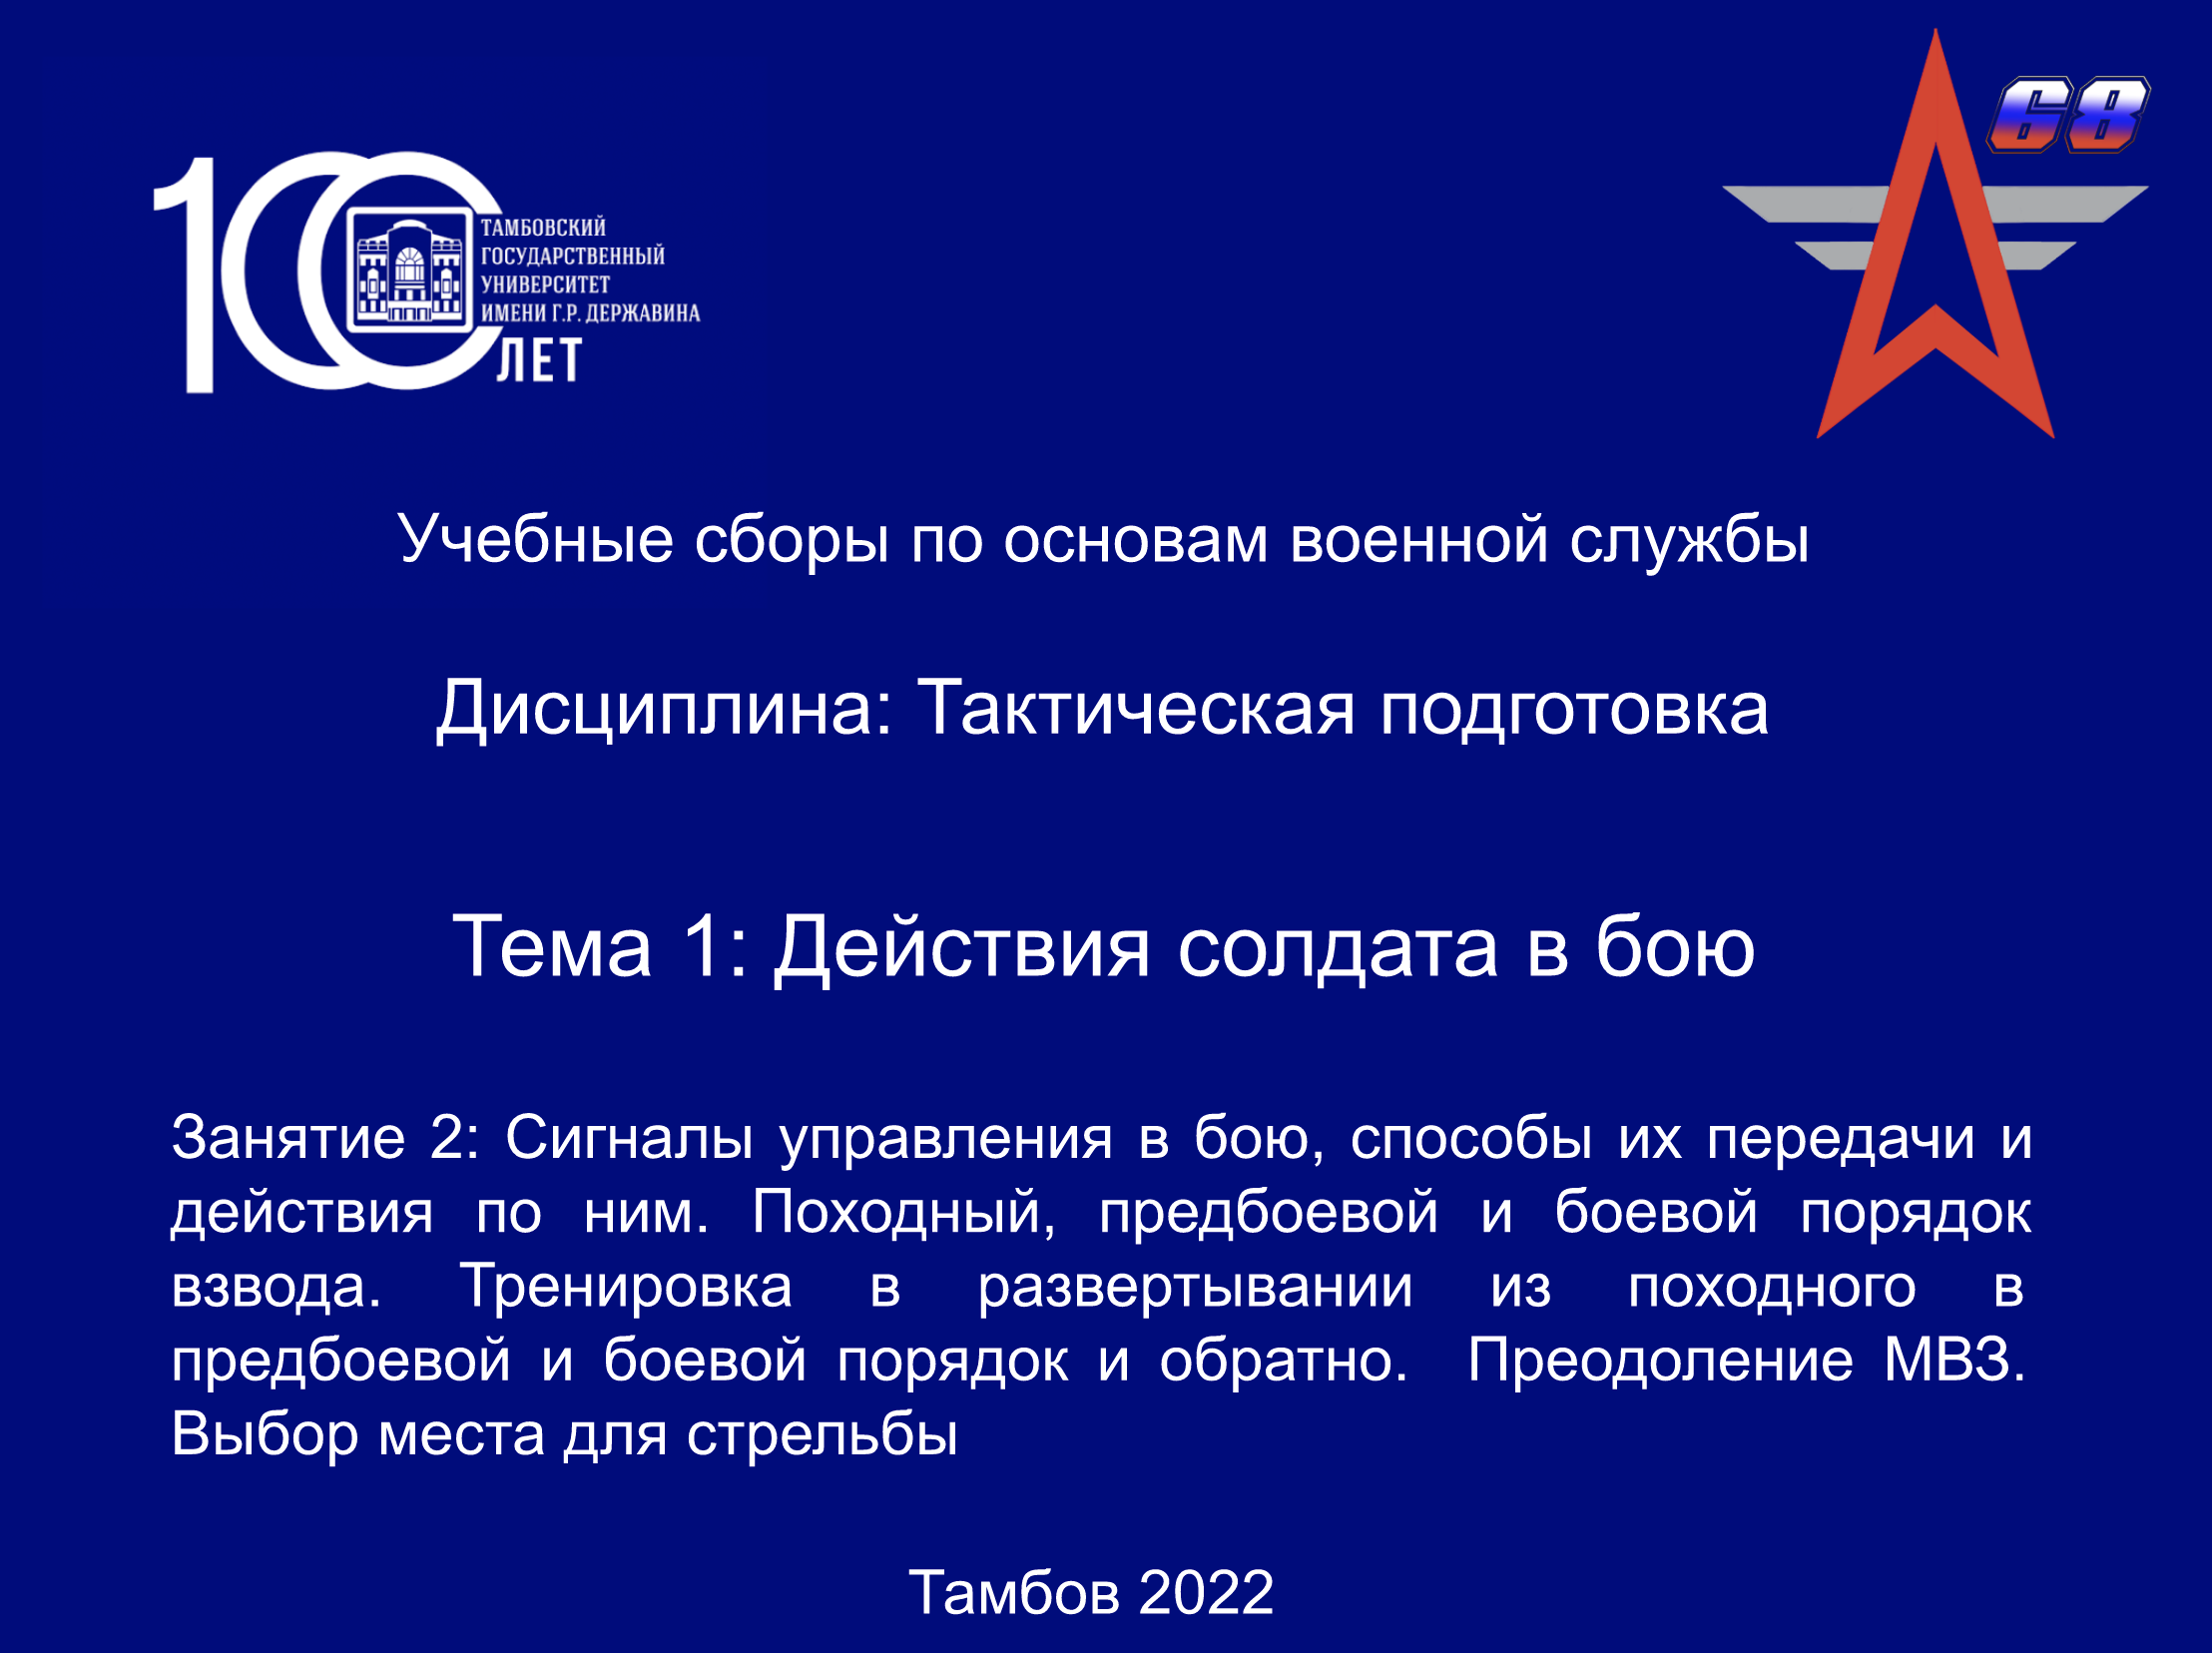 68
100
ТАМБОВСКИЙ
ГОСУДАРСТВЕННЫЙ
УНИВЕРСИТЕТ
ИМЕНИ Г.Р. ДЕРЖАВИНА
ЛЕТ
Учебные сборы по основам военной службы
Дисциплина: Тактическая подготовка
Тема 1: Действия солдата в бою
Занятие 2: Сигналы управления в бою, способы их передачи и
действия по ним. Походный, предбоевой и боевой порядок
взвода. Тренировка в развертывании из походного в
предбоевой и боевой порядок и обратно. Преодоление МВЗ.
Выбор места для стрельбы
Тамбов 2022